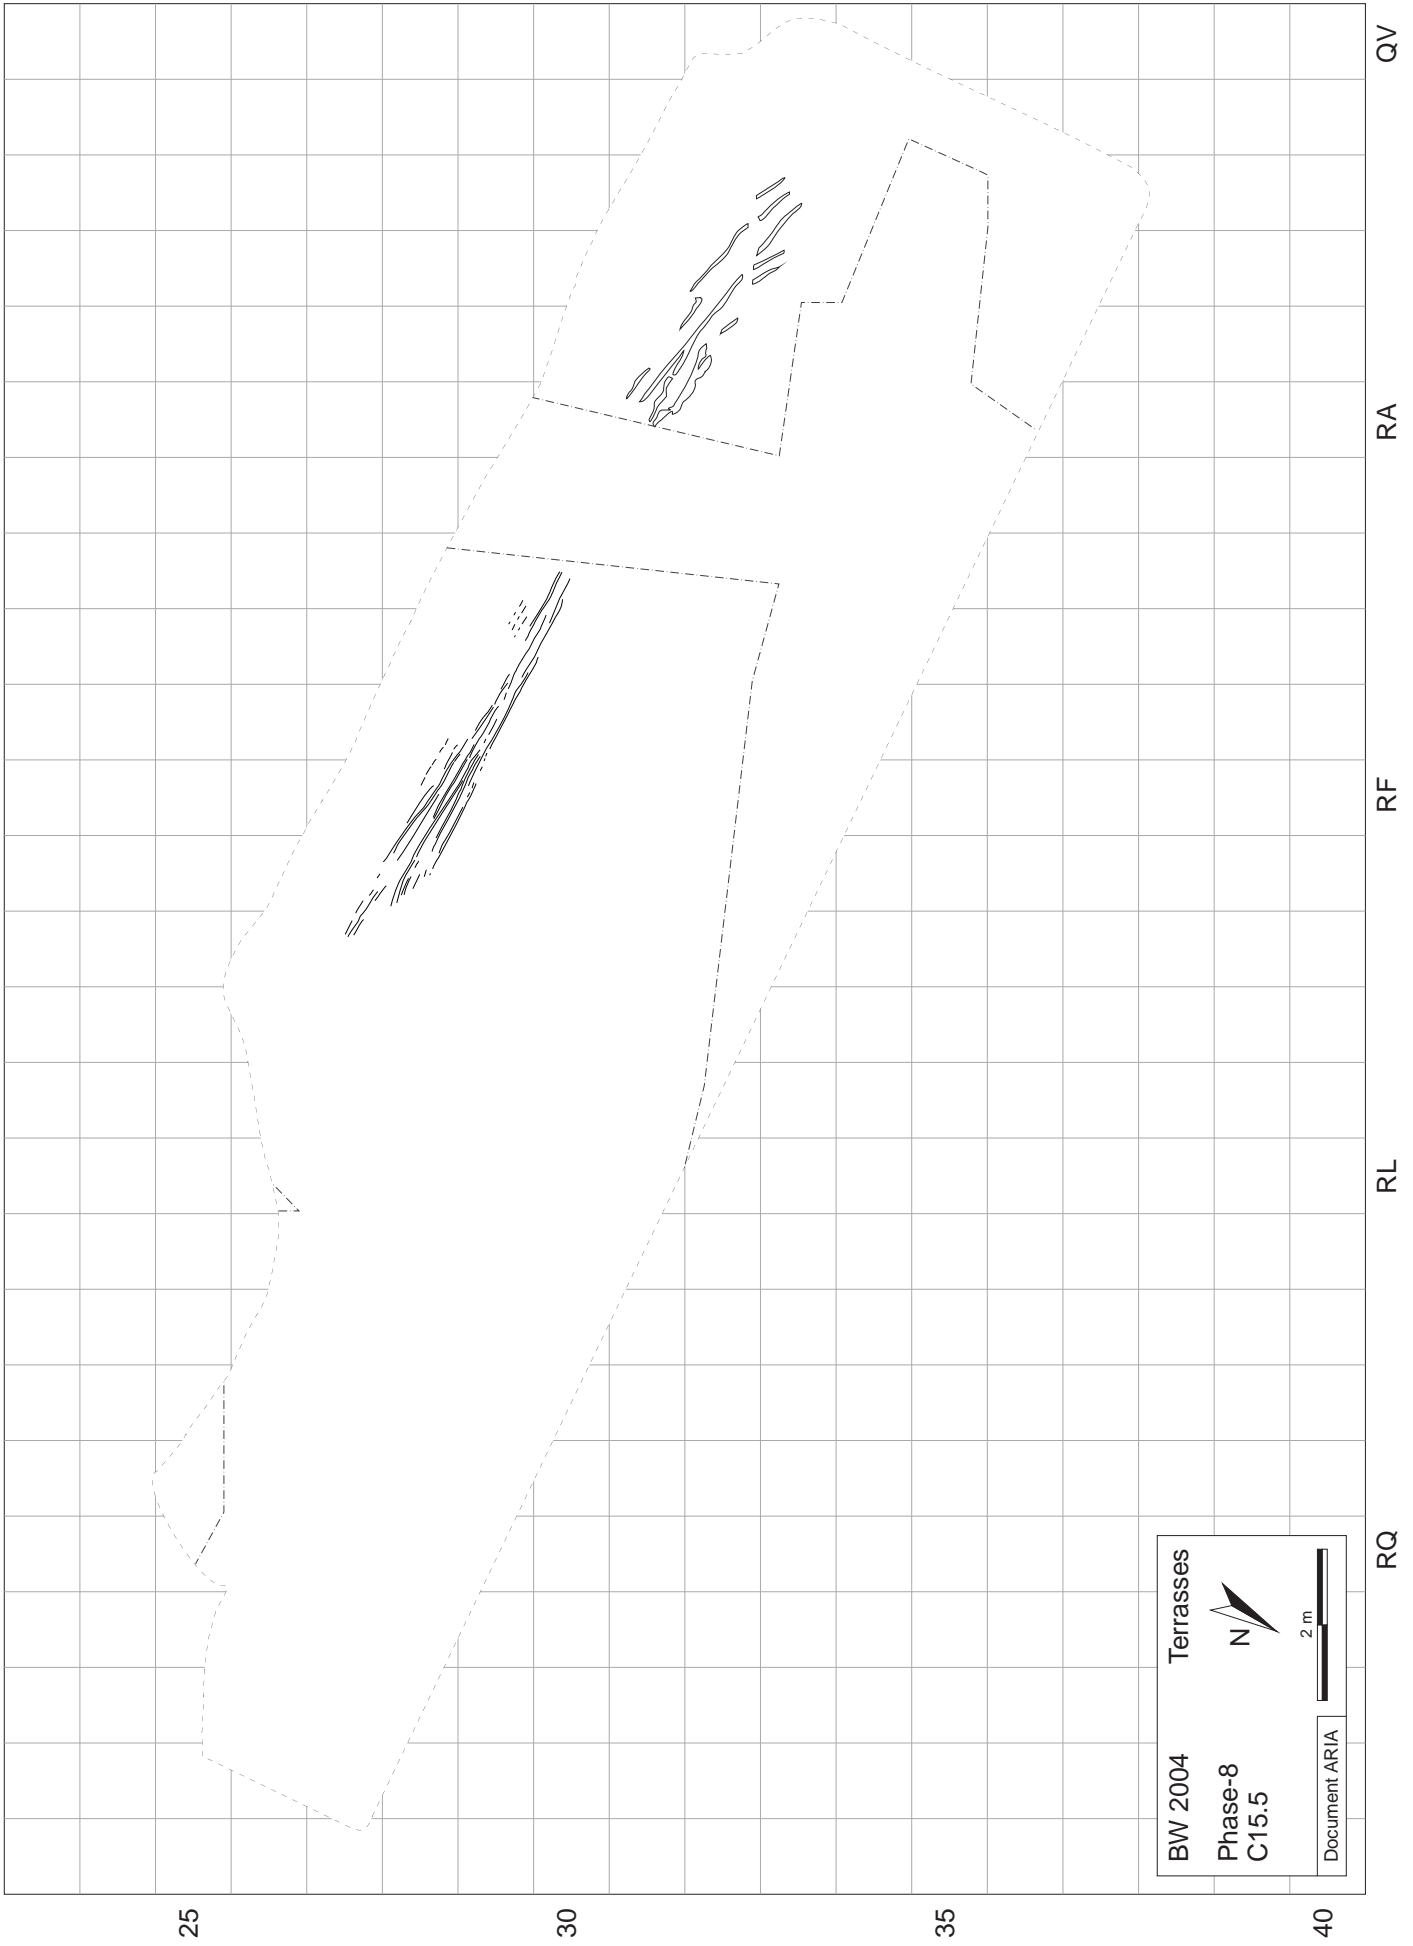 BW 2004 Terrasses
Phase-8
C15.5
N
2 m
Document ARIA
25
30
35
40
RQ
RL
RF
RA
QV